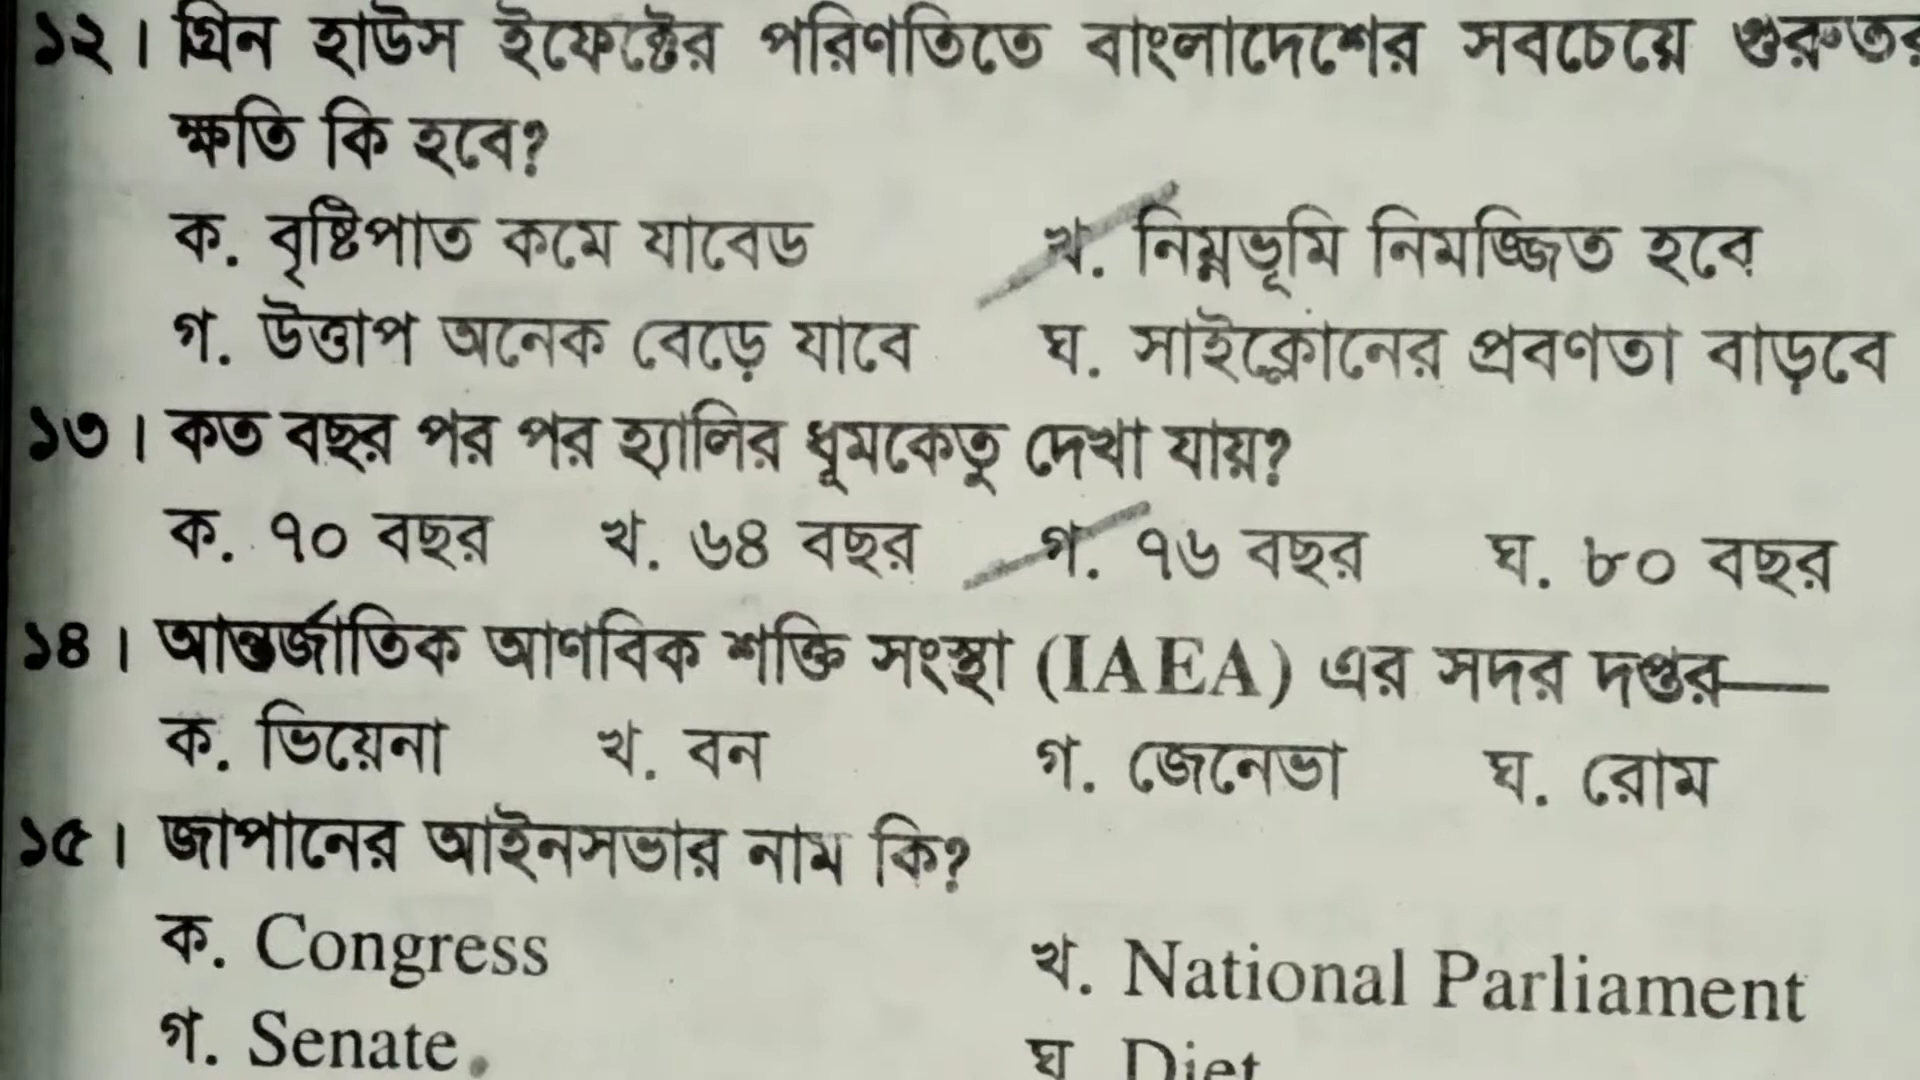 ১২। গ্রিন হাউস ইফেক্টের পরিণতিতে বাংলাদেশের সবচেয়ে গুরুতর
ক্ষতি কি হবে?
ক. বৃষ্টিপাত কমে যাবেড খ. নিম্নভূমি নিমজ্জিত হবে
গ. উত্তাপ অনেক বেড়ে যাবে ঘ. সাইক্লোনের প্রবণতা বাড়বে
১৩। কত বছর পর পর হ্যালির ধূমকেতু দেখা যায়?
ক. ৭০ বছর খ. ৬৪ বছর গ. ৭৬ বছর ঘ. ৮০ বছর
১৪। আন্তর্জাতিক আণবিক শক্তি সংস্থা (IAEA) এর সদর দপ্তর—
ক. ভিয়েনা খ. বন গ. জেনেভা ঘ. রোম
১৫। জাপানের আইনসভার নাম কি?
ক. Congress খ. National Parliament
গ. Senate ঘ Diet